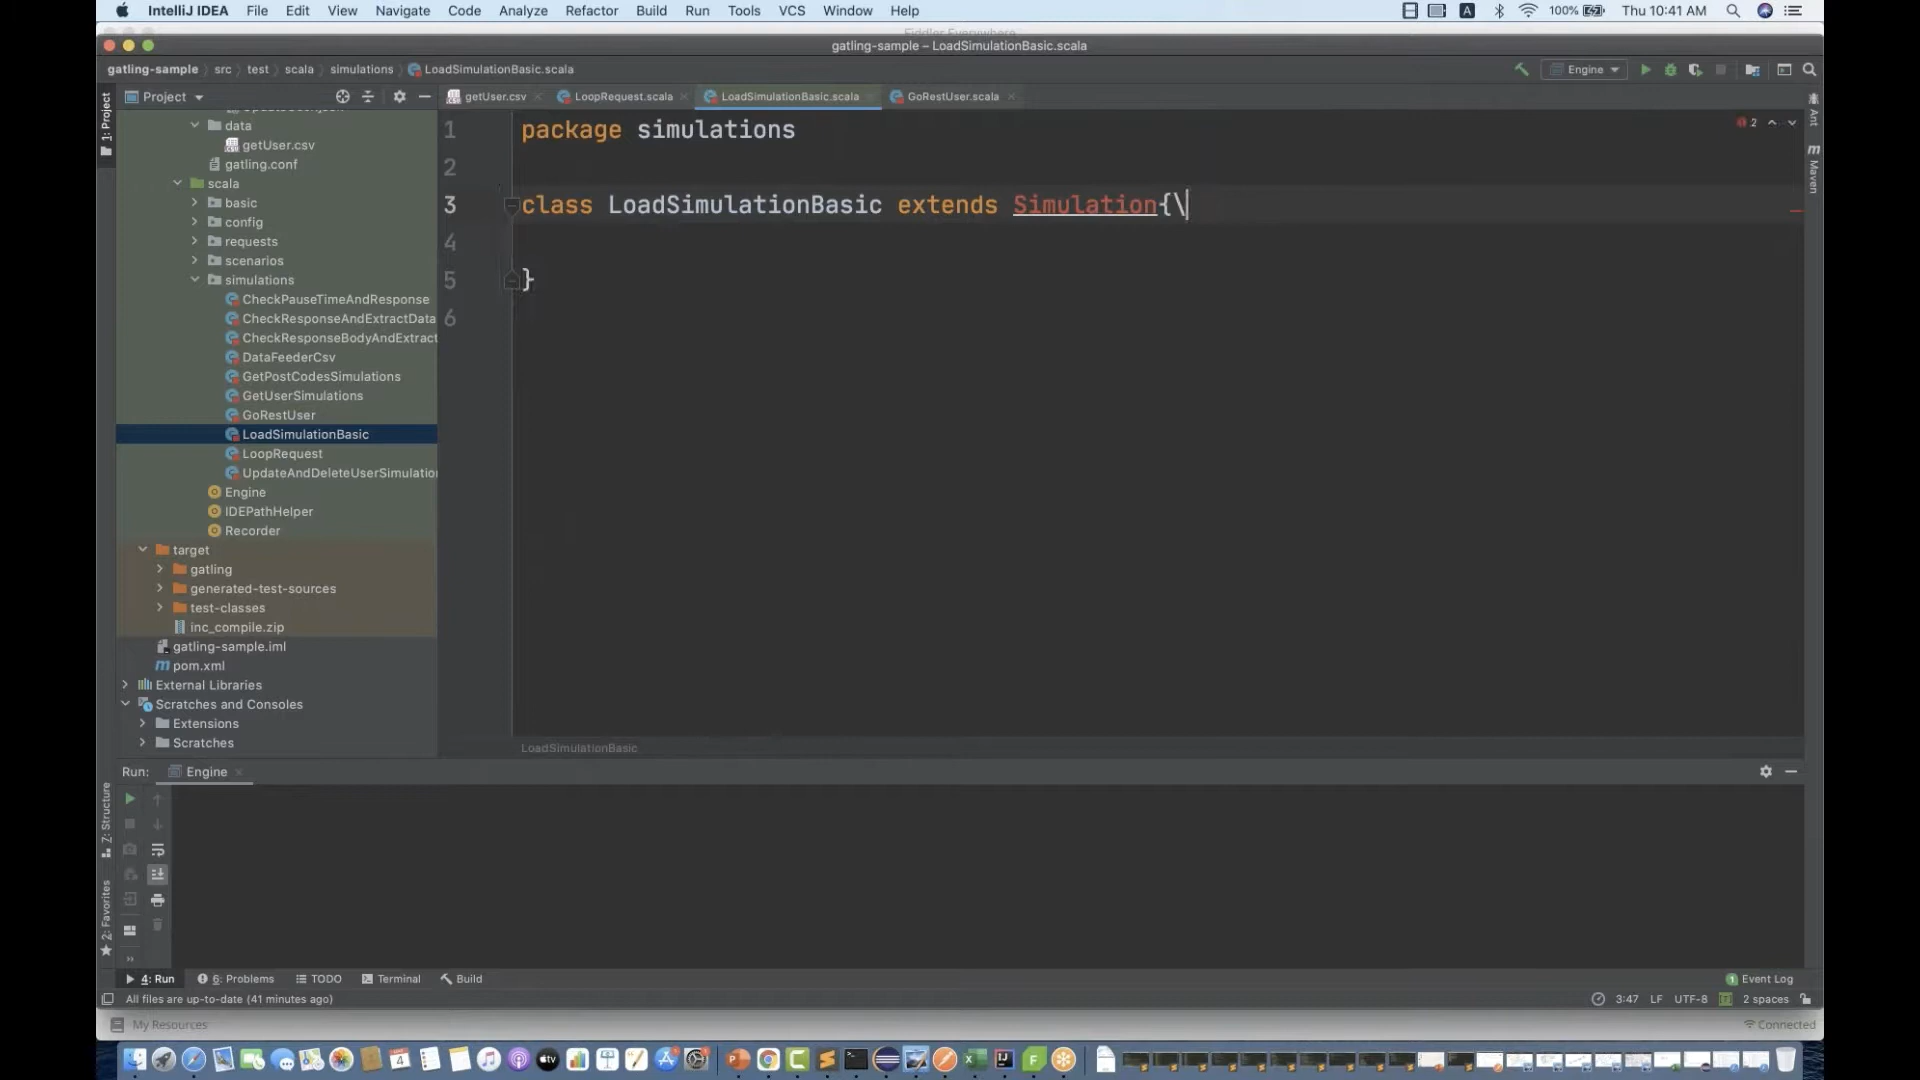 IntelliJ IDEA File Edit View Navigate Code Analyze Refactor Build Run Tools VCS Window Help 100% Thu 10:41 AM
Fiddler Everywhere
gatling-sample – LoadSimulationBasic.scala
gatling-sample src test scala simulations LoadSimulationBasic.scala Engine
1: Project
Project
getUser.csv LoopRequest.scala LoadSimulationBasic.scala GoRestUser.scala
Ant
Maven
data
getUser.csv
gatling.conf
scala
basic
config
requests
scenarios
simulations
CheckPauseTimeAndResponse
CheckResponseAndExtractData
CheckResponseBodyAndExtract
DataFeederCsv
GetPostCodesSimulations
GetUserSimulations
GoRestUser
LoadSimulationBasic
LoopRequest
UpdateAndDeleteUserSimulation
Engine
IDEPathHelper
Recorder
target
gatling
generated-test-sources
test-classes
inc_compile.zip
gatling-sample.iml
pom.xml
External Libraries
Scratches and Consoles
Extensions
Scratches
1 package simulations 2
2
3 class LoadSimulationBasic extends Simulation{\
4
5 }
6
LoadSimulationBasic
Run: Engine
7: Structure
2: Favorites
4: Run 6: Problems TODO Terminal Build 1 Event Log
All files are up-to-date (41 minutes ago) 3:47 LF UTF-8 2 spaces
My Resources Connected